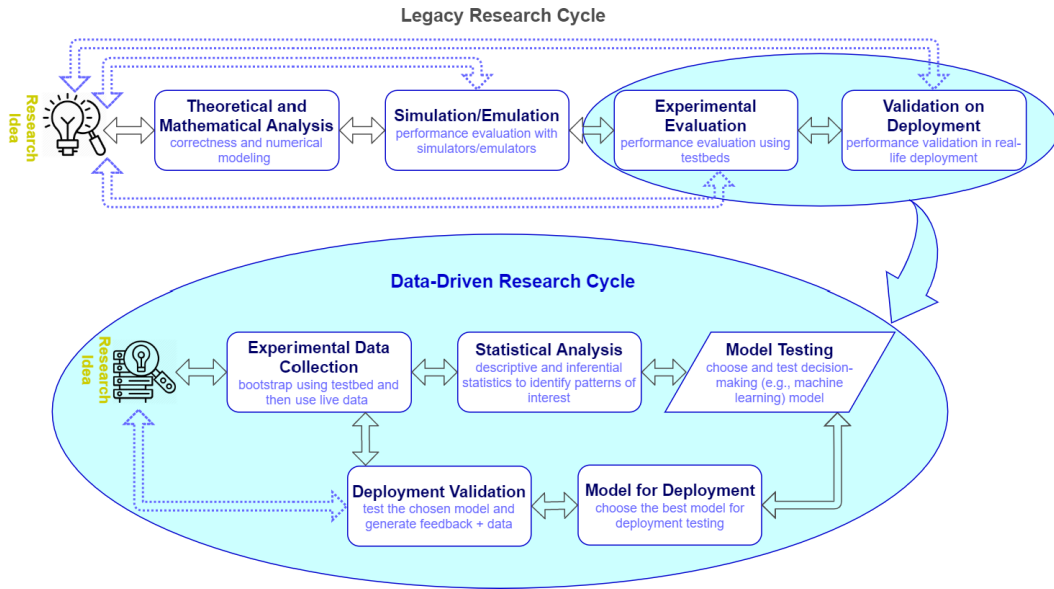 Legacy Research Cycle
Research
Idea
Theoretical and
Mathematical Analysis
correctness and numerical
modeling
Simulation/Emulation
performance evaluation with
simulators/emulators
Experimental
Evaluation
performance evaluation using
testbeds
Validation on
Deployment
performance validation in real-
life deployment
Data-Driven Research Cycle
Research
Idea
Experimental Data
Collection
bootstrap using testbed and
then use live data
Statistical Analysis
descriptive and inferential
statistics to identify patterns of
interest
Model Testing
choose and test decision-
making (e.g., machine
learning) model
Deployment Validation
test the chosen model and
generate feedback + data
Model for Deployment
choose the best model for
deployment testing